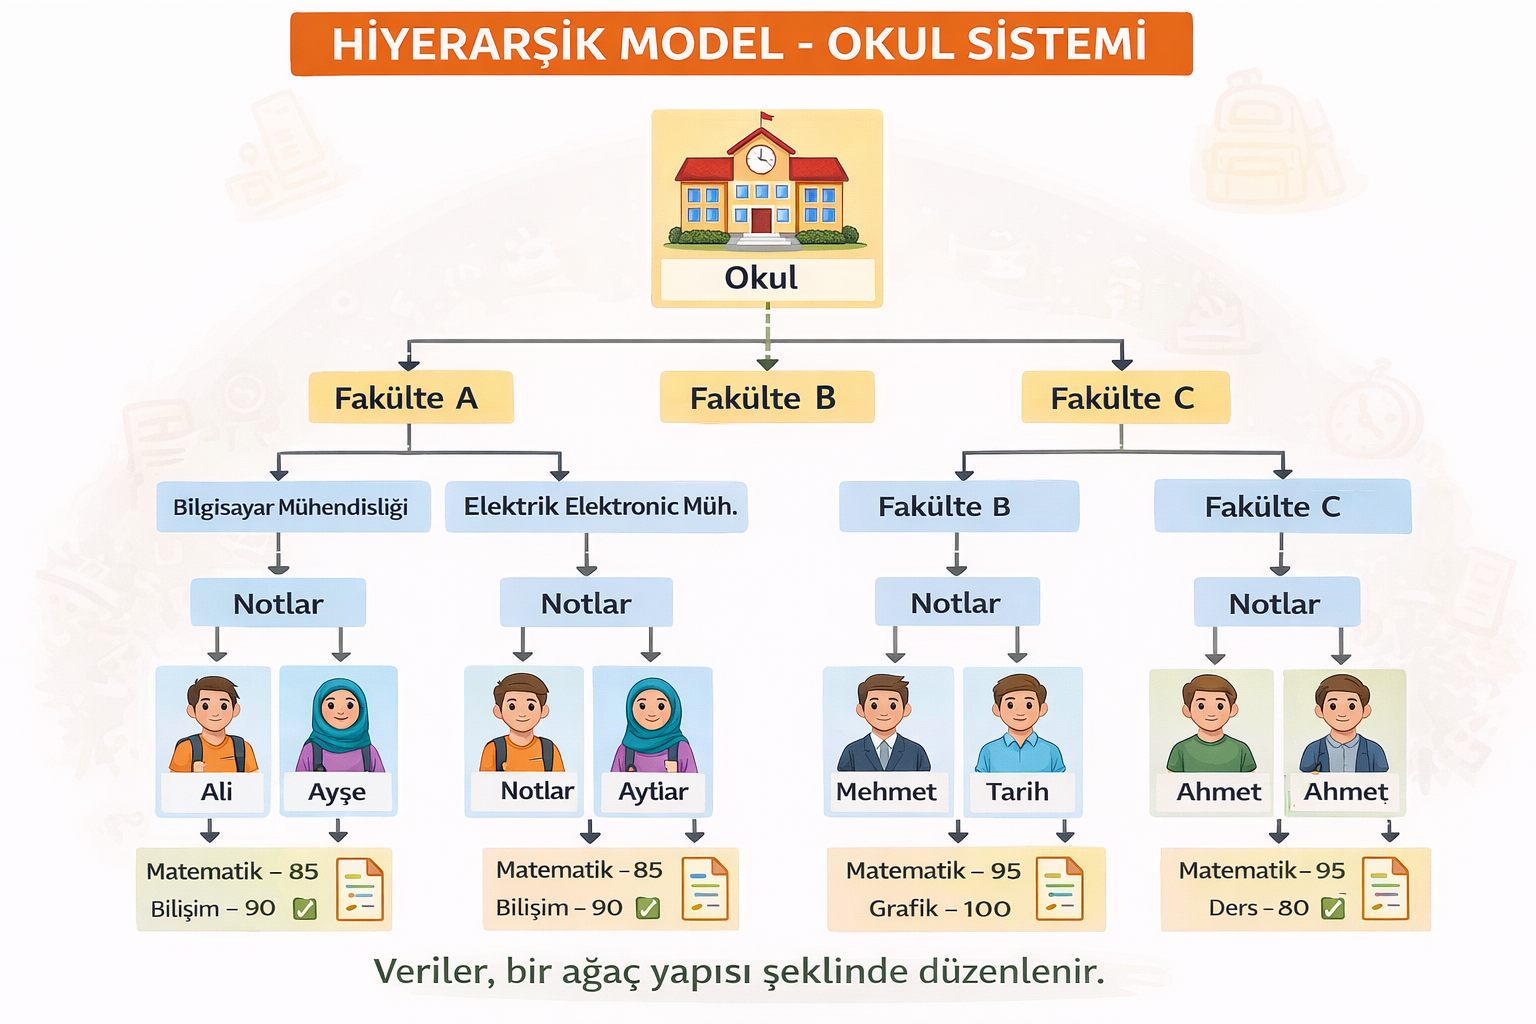 HİYERARŞİK MODEL - OKUL SİSTEMİ
Okul
Fakülte A
Fakülte B
Fakülte C
Bilgisayar Mühendisliği
Elektrik Elektronic Müh.
Fakülte B
Fakülte C
Notlar
Notlar
Notlar
Notlar
Ali
Ayşe
Notlar
Aytlar
Mehmet
Tarih
Ahmet
Ahmet
Matematik – 85
Bilişim – 90
Matematik – 85
Bilişim – 90
Matematik – 95
Grafik – 100
Matematik – 95
Ders – 80
Veriler, bir ağaç yapısı şeklinde düzenlenir.